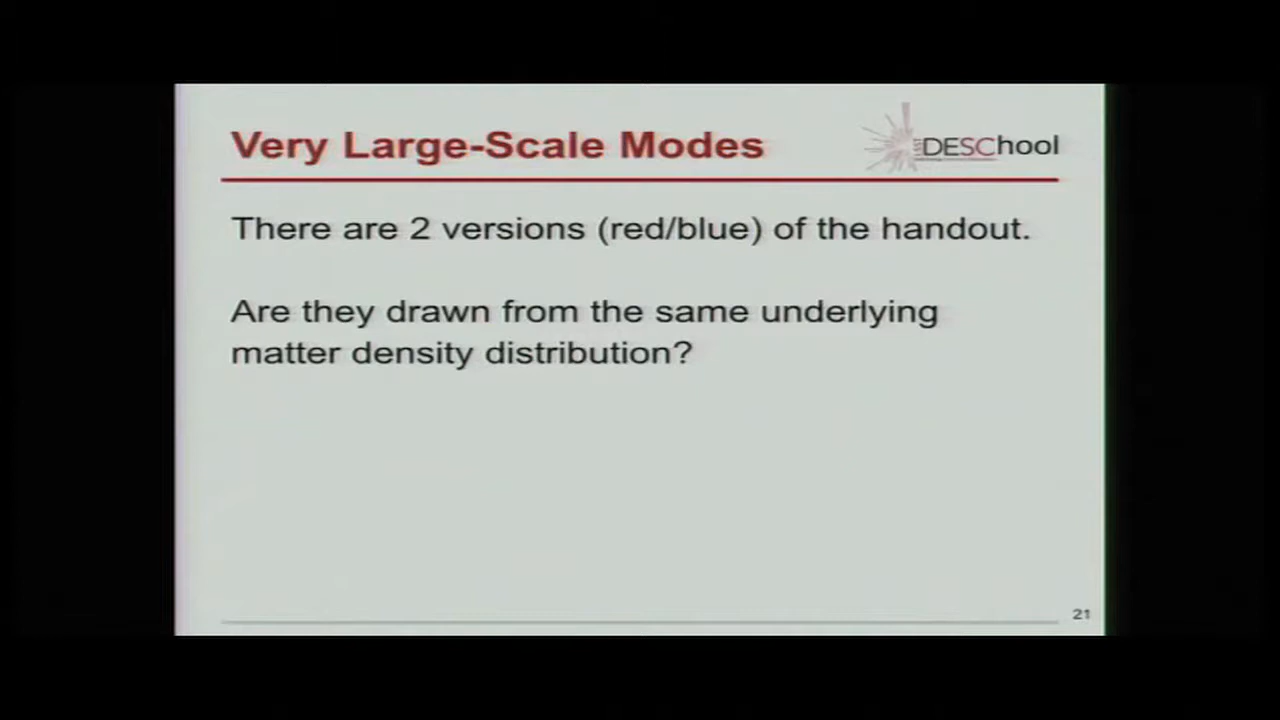 Very Large-Scale Modes
DESChool
There are 2 versions (red/blue) of the handout.
Are they drawn from the same underlying
matter density distribution?
21